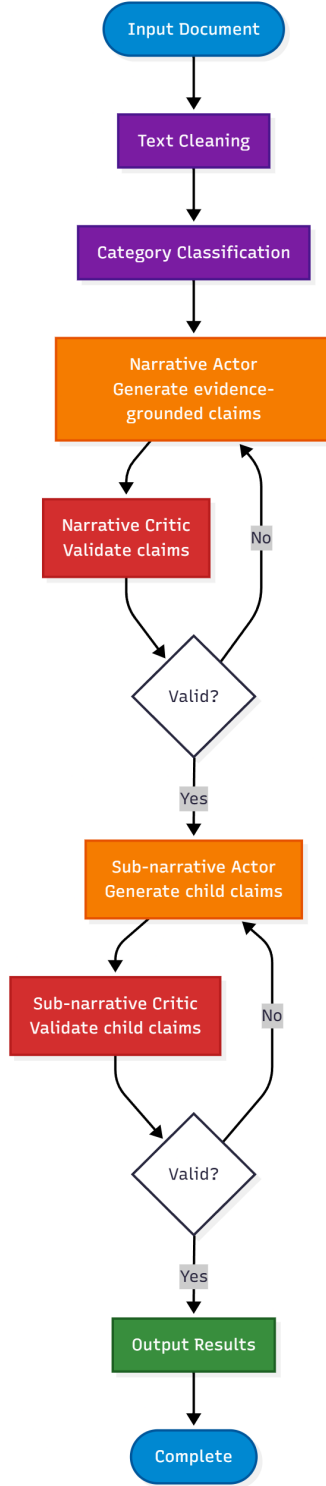 Input Document
Text Cleaning
Category Classification
Narrative Actor
Generate evidence-
grounded claims
Narrative Critic
Validate claims
No
Valid?
Yes
Sub-narrative Actor
Generate child claims
Sub-narrative Critic
Validate child claims
No
Valid?
Yes
Output Results
Complete